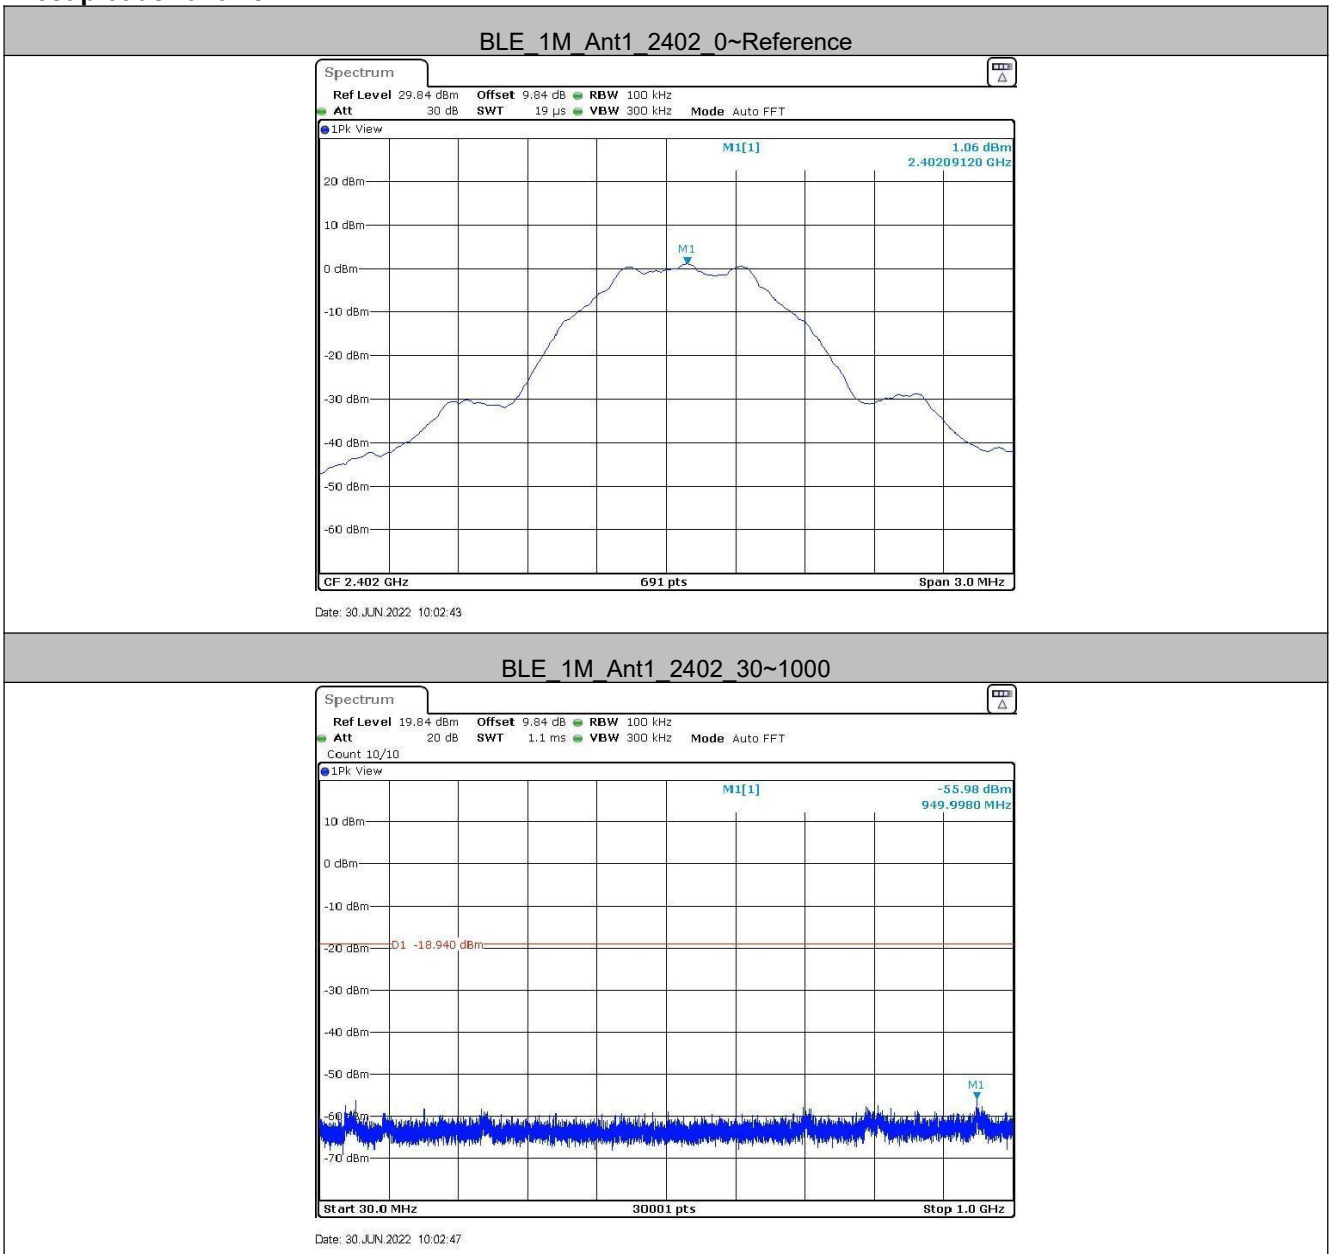 BLE_1M_Ant1_2402_0~Reference
Spectrum
Ref Level 29.84 dBm Offset 9.84 dB RBW 100 kHz
Att 30 dB SWT 19 µs VBW 300 kHz Mode Auto FFT
1Pk View
M1[1] 1.06 dBm
2.40209120 GHz
20 dBm
10 dBm
M1
0 dBm
-10 dBm
-20 dBm
-30 dBm
-40 dBm
-50 dBm
-60 dBm
CF 2.402 GHz 691 pts Span 3.0 MHz
Date: 30.JUN.2022 10:02:43
BLE_1M_Ant1_2402_30~1000
Spectrum
Ref Level 19.84 dBm Offset 9.84 dB RBW 100 kHz
Att 20 dB SWT 1.1 ms VBW 300 kHz Mode Auto FFT
Count 10/10
1Pk View
M1[1] -55.98 dBm
949.9980 MHz
10 dBm
0 dBm
-10 dBm
-20 dBm D1 -18.940 dBm
-30 dBm
-40 dBm
-50 dBm
M1
-60 dBm
-70 dBm
Start 30.0 MHz 30001 pts Stop 1.0 GHz
Date: 30.JUN.2022 10:02:47